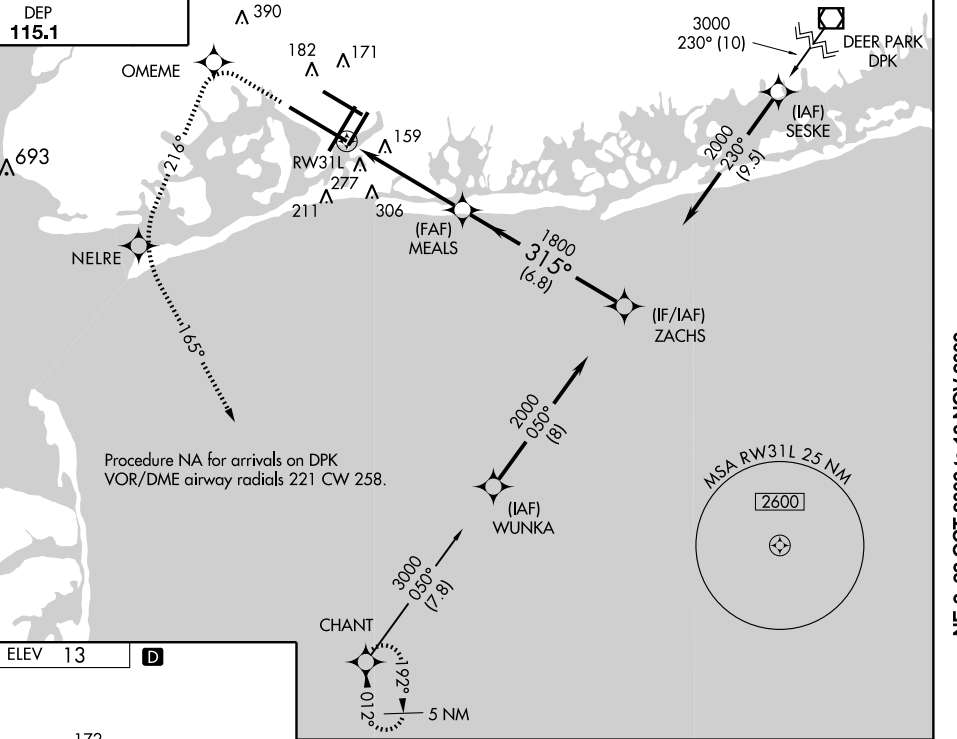 DEP
115.1
390
3000
230° (10)
DEER PARK
DPK
OMEME
182
171
(IAF)
SESKE
2000
230°
(9.5)
216°
159
693
RW31L
277
211
306
(FAF)
MEALS
NELRE
1800
315°
(6.8)
(IF/IAF)
ZACHS
165°
2000
050°
(8)
Procedure NA for arrivals on DPK
VOR/DME airway radials 221 CW 258.
MSA RW31L 25 NM
2600
(IAF)
WUNKA
3000
050°
(7.8)
CHANT
192°
012°
5 NM
ELEV 13
D